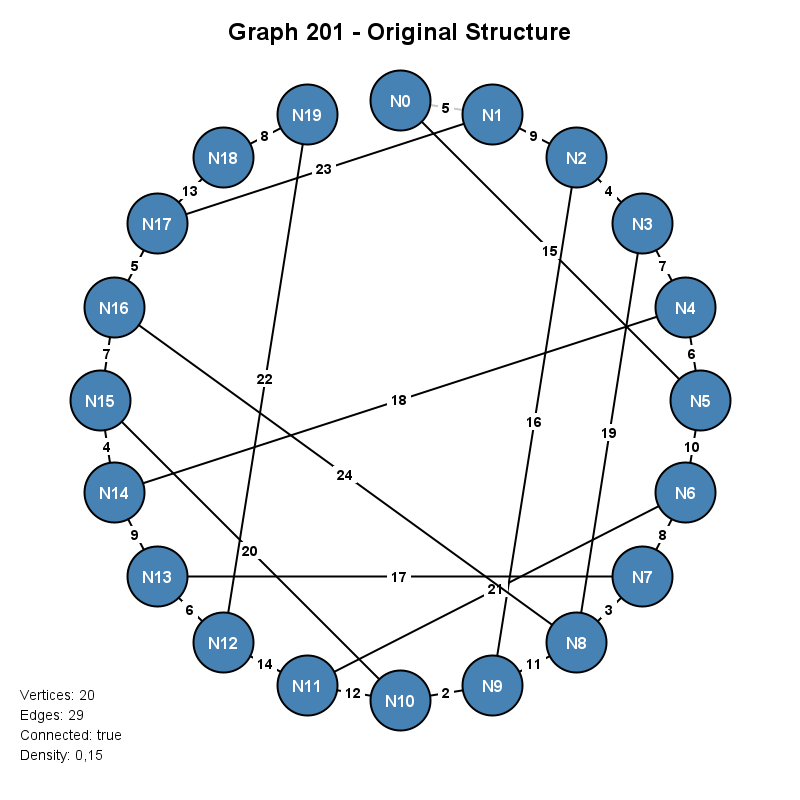 Graph 201 - Original Structure
N0
5
N1
N19
8
9
N18
N2
23
13
4
N17
N3
15
5
7
N16
N4
7
6
22
N15
18
N5
16
19
4
10
24
N14
N6
9
8
20
N13
17
N7
21
6
3
N12
N8
14
11
N11
12
2
N9
N10
Vertices: 20
Edges: 29
Connected: true
Density: 0,15